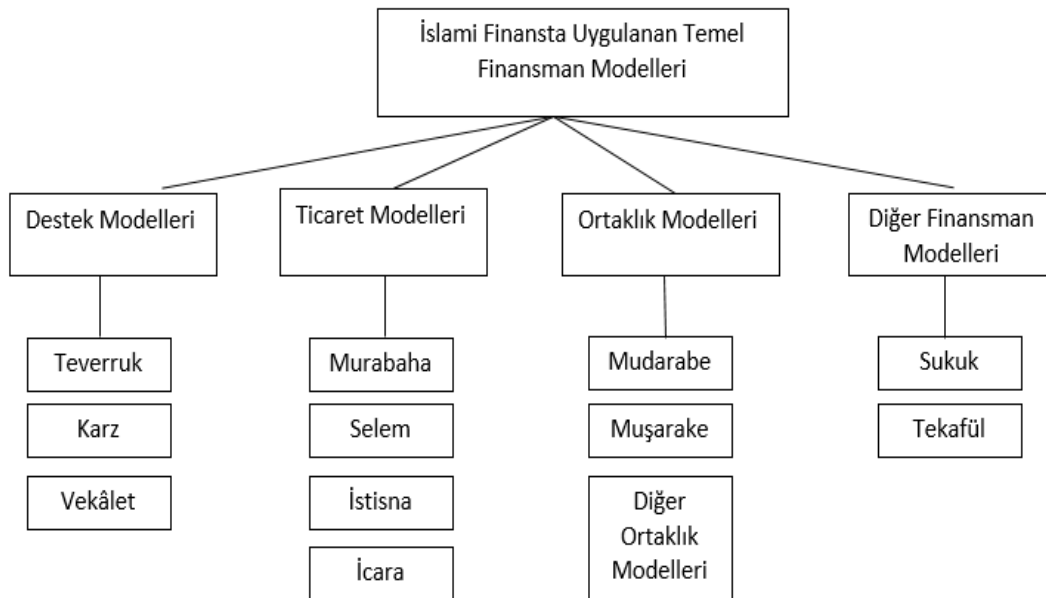 İslami Finansta Uygulanan Temel
Finansman Modelleri
Destek Modelleri
Ticaret Modelleri
Ortaklık Modelleri
Diğer Finansman
Modelleri
Teverruk
Karz
Vekâlet
Murabaha
Selem
İstisna
İcara
Mudarabe
Muşarake
Diğer
Ortaklık
Modelleri
Sukuk
Tekafül